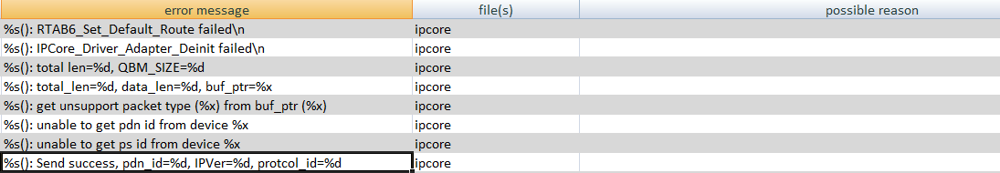 error message file(s) possible reason
%s(): RTAB6_Set_Default_Route failed\n ipcore
%s(): IPCore_Driver_Adapter_Deinit failed\n ipcore
%s(): total len=%d, QBM_SIZE=%d ipcore
%s(): total_len=%d, data_len=%d, buf_ptr=%x ipcore
%s(): get unsupport packet type (%x) from buf_ptr (%x) ipcore
%s(): unable to get pdn id from device %x ipcore
%s(): unable to get ps id from device %x ipcore
%s(): Send success, pdn_id=%d, IPVer=%d, protcol_id=%d ipcore